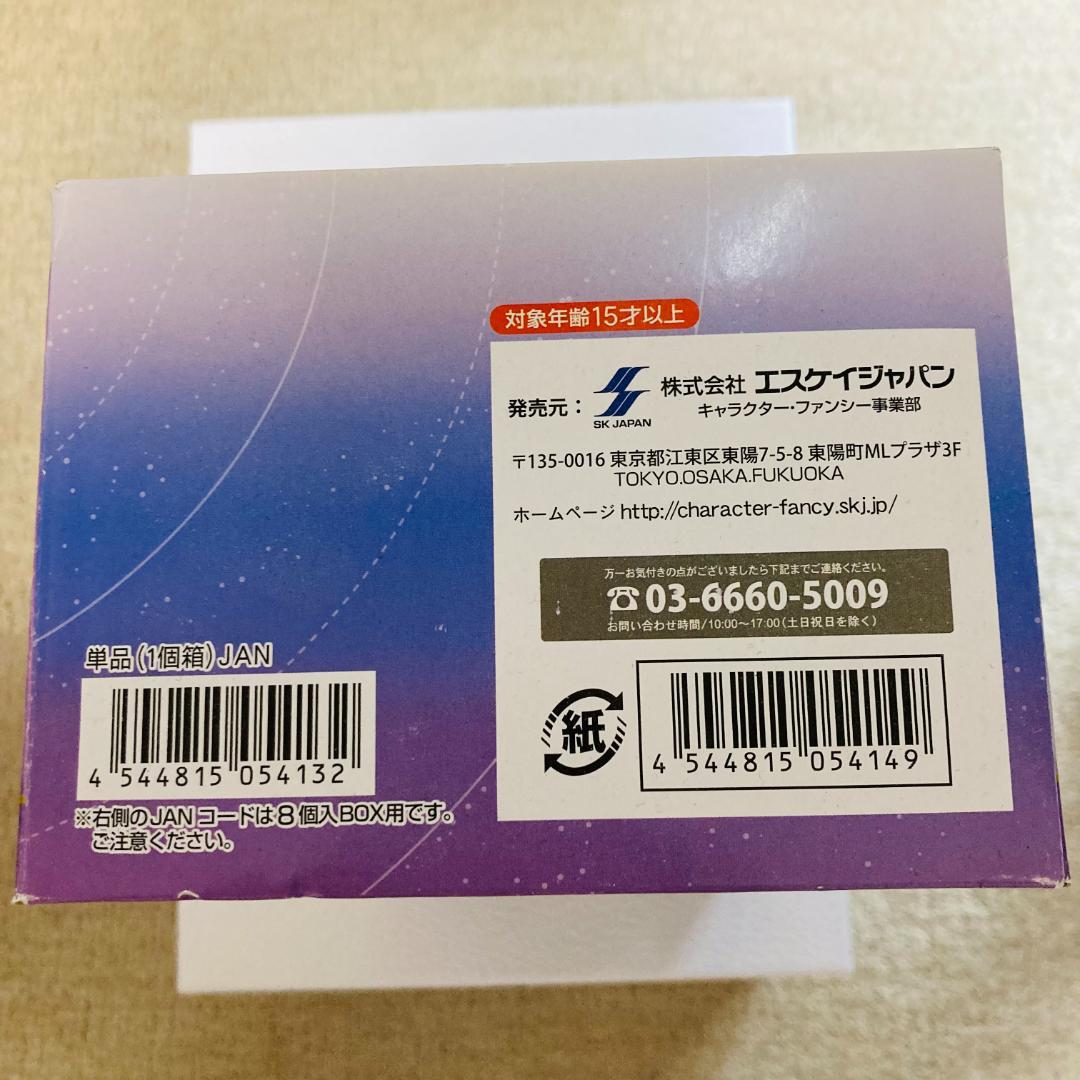 対象年齢15才以上
発売元：
SK JAPAN
株式会社 エスケイジャパン
キャラクター・ファンシー事業部
〒135-0016 東京都江東区東陽7-5-8 東陽町MLプラザ3F
TOKYO.OSAKA.FUKUOKA
ホームページ http://character-fancy.skj.jp/
万一お気付きの点がございましたら下記までご連絡ください。
☎03-6660-5009
お問い合わせ時間/10:00〜17:00（土日祝日を除く）
単品（1個箱）JAN
4 544815 054132
※右側のJANコードは8個入BOX用です。
ご注意ください。
紙
4 544815 054149